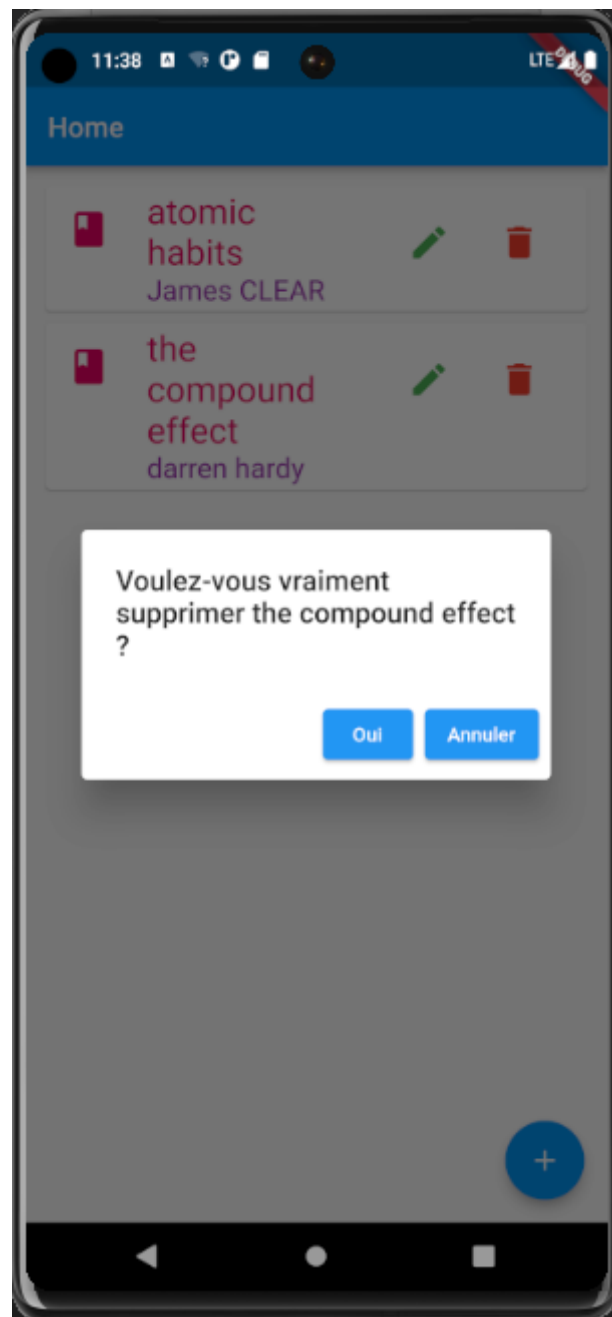 11:38
LTE
DEBUG
Home
atomic
habits
James CLEAR
the
compound
effect
darren hardy
Voulez-vous vraiment
supprimer the compound effect
?
Oui
Annuler